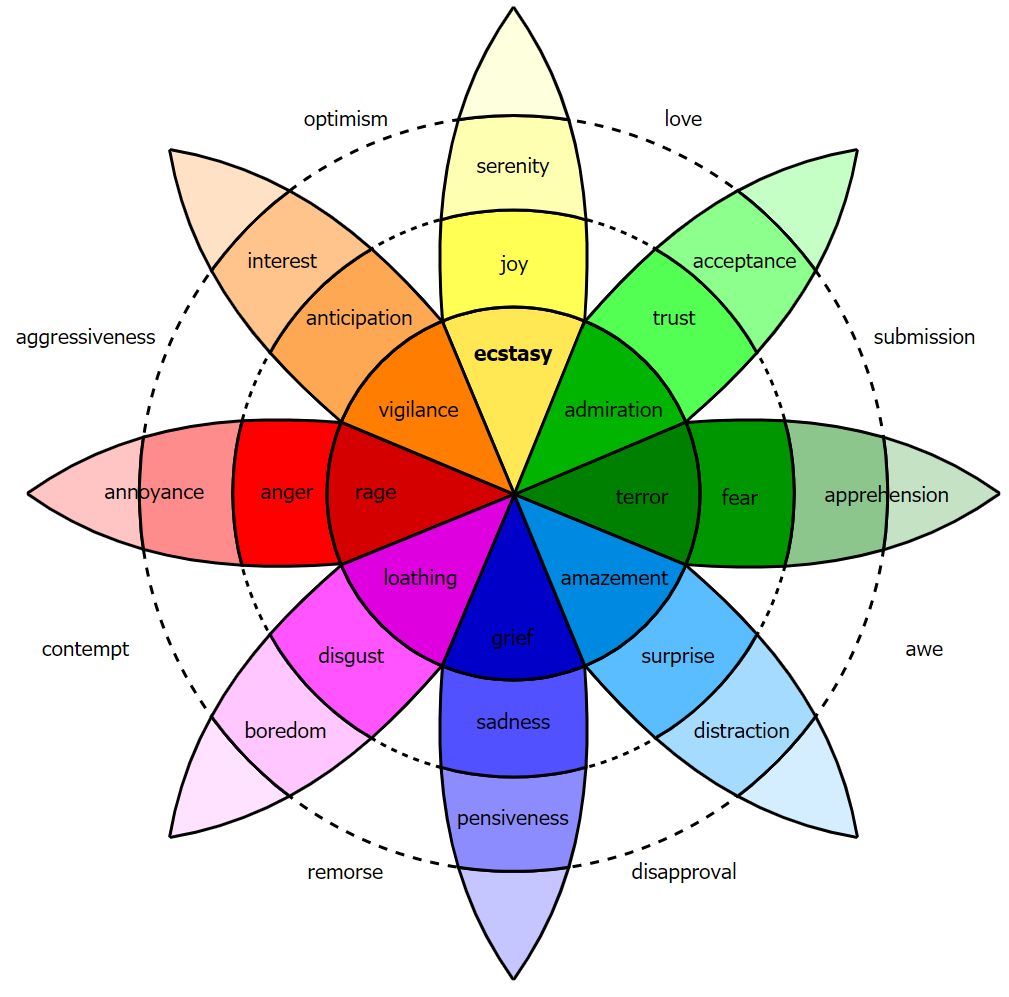 optimism
love
serenity
interest
acceptance
joy
anticipation
trust
aggressiveness
submission
ecstasy
vigilance
admiration
annoyance
anger
rage
terror
fear
apprehension
loathing
amazement
contempt
awe
grief
disgust
surprise
sadness
boredom
distraction
pensiveness
remorse
disapproval